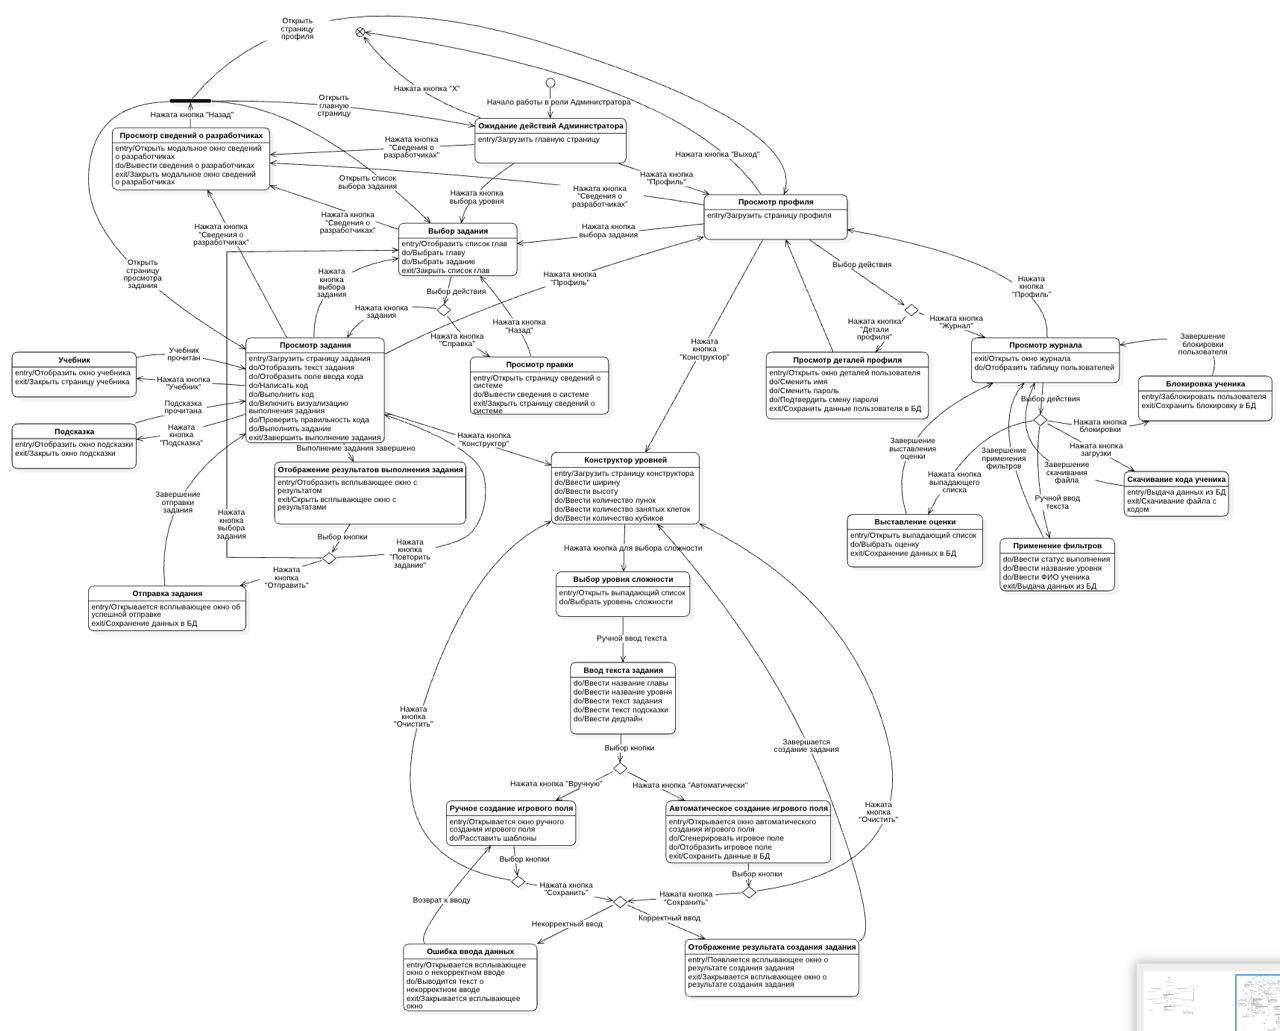 Открыть
страницу
профиля
Нажата кнопка "X"
Начало работы в роли Администратора
Открыть
главную
страницу
Нажата кнопка "Назад"
Просмотр сведений о разработчиках
entry/Открыть модальное окно сведений
о разработчиках
do/Вывести сведения о разработчиках
exit/Закрыть модальное окно сведений
о разработчиках
Ожидание действий Администратора
entry/Загрузить главную страницу
Нажата кнопка
"Сведения о
разработчиках"
Нажата кнопка "Выход"
Нажата кнопка
"Профиль"
Открыть список
выбора задания
Нажата кнопка
выбора уровня
Нажата кнопка
"Сведения о
разработчиках"
Просмотр профиля
entry/Загрузить страницу профиля
Нажата кнопка
"Сведения о
разработчиках"
Нажата кнопка
"Сведения о
разработчиках"
Выбор задания
entry/Отобразить список глав
do/Выбрать главу
do/Выбрать задание
exit/Закрыть список глав
Нажата кнопка
выбора задания
Открыть
страницу
просмотра
задания
Нажата
кнопка
выбора
задания
Выбор действия
Нажата кнопка
"Профиль"
Выбор действия
Нажата
кнопка
"Профиль"
Нажата кнопка
задания
Нажата кнопка
"Справка"
Нажата кнопка
"Назад"
Нажата кнопка
"Детали
профиля"
Нажата кнопка
"Журнал"
Нажата
кнопка
"Конструктор"
Завершение
блокировки
пользователя
Учебник
entry/Отобразить окно учебника
exit/Закрыть страницу учебника
Учебник
прочитан
Нажата кнопка
"Учебник"
Просмотр задания
entry/Загрузить страницу задания
do/Отобразить текст задания
do/Отобразить поле ввода кода
do/Написать код
do/Выполнить код
do/Включить визуализацию
выполнения задания
do/Проверить правильность кода
do/Выполнить задание
exit/Завершить выполнение задания
Просмотр правки
entry/Открыть страницу сведений о
системе
do/Вывести сведения о системе
exit/Закрыть страницу сведений о
системе
Просмотр деталей профиля
entry/Открыть окно деталей пользователя
do/Сменить имя
do/Сменить пароль
do/Подтвердить смену пароля
exit/Сохранить данные пользователя в БД
Просмотр журнала
exit/Открыть окно журнала
do/Отобразить таблицу пользователей
Блокировка ученика
entry/Заблокировать пользователя
exit/Сохранить блокировку в БД
Подсказка
прочитана
Нажата
кнопка
"Подсказка"
Подсказка
entry/Отобразить окно подсказки
exit/Закрыть окно подсказки
Выбор действия
Нажата кнопка
блокировки
Нажата кнопка
загрузки
Завершение
выставления
оценки
Завершение
применения
фильтров
Завершение
скачивания
файла
Нажата кнопка
выпадающего
списка
Ручной ввод
текста
Скачивание кода ученика
entry/Выдача данных из БД
exit/Скачивание файла с
кодом
Нажата кнопка
"Конструктор"
Выполнение задания завершено
Отображение результатов выполнения задания
entry/Отобразить всплывающее окно с
результатом
exit/Скрыть всплывающее окно с
результатами
Конструктор уровней
entry/Загрузить страницу конструктора
do/Ввести ширину
do/Ввести высоту
do/Ввести количество лунок
do/Ввести количество занятых клеток
do/Ввести количество кубиков
Завершение
отправки
задания
Нажата
кнопка
выбора
задания
Выбор кнопки
Нажата
кнопка
"Повторить
задание"
Нажата
кнопка
"Отправить"
Выставление оценки
entry/Открыть выпадающий список
do/Выбрать оценку
exit/Сохранение данных в БД
Применение фильтров
do/Ввести статус выполнения
do/Ввести название уровня
do/Ввести ФИО ученика
exit/Выдача данных из БД
Отправка задания
entry/Открывается всплывающее окно об
успешной отправке
exit/Сохранение данных в БД
Нажата кнопка для выбора сложности
Выбор уровня сложности
entry/Открыть выпадающий список
do/Выбрать уровень сложности
Ручной ввод текста
Ввод текста задания
do/Ввести название главы
do/Ввести название уровня
do/Ввести текст задания
do/Ввести текст подсказки
do/Ввести дедлайн
Нажата
кнопка
"Очистить"
Завершается
создание задания
Выбор кнопки
Нажата кнопка "Вручную"
Нажата кнопка "Автоматически"
Ручное создание игрового поля
entry/Открывается окно ручного
создания игрового поля
do/Расставить шаблоны
Автоматическое создание игрового поля
entry/Открывается окно автоматического
создания игрового поля
do/Сгенерировать игровое поле
do/Отобразить игровое поле
exit/Сохранить данные в БД
Нажата
кнопка
"Очистить"
Выбор кнопки
Выбор кнопки
Нажата кнопка
"Сохранить"
Нажата кнопка
"Сохранить"
Возврат к вводу
Некорректный ввод
Корректный ввод
Ошибка ввода данных
entry/Открывается всплывающее
окно о некорректном вводе
do/Выводится текст о
некорректном вводе
exit/Закрывается всплывающее
окно
Отображение результата создания задания
entry/Появляется всплывающее окно о
результате создания задания
exit/Закрывается всплывающее окно о
результате создания задания